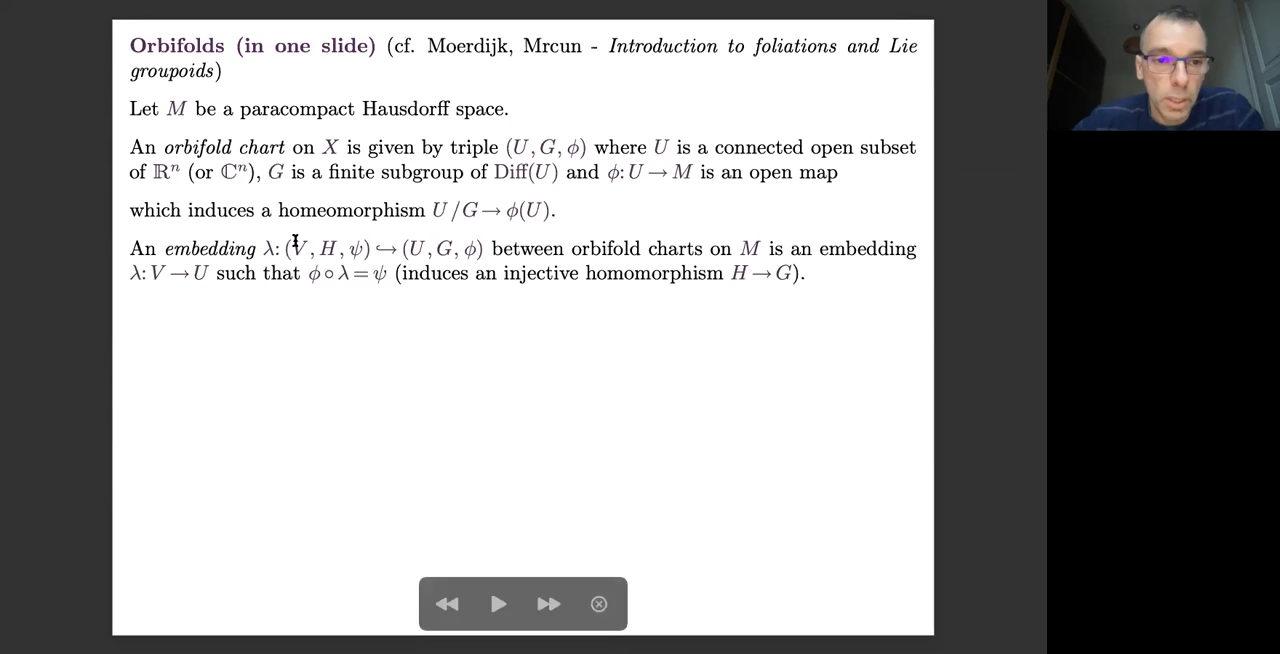 Orbifolds (in one slide) (cf. Moerdijk, Mrcun - Introduction to foliations and Lie
groupoids)
Let M be a paracompact Hausdorff space.
An orbifold chart on X is given by triple (U, G, ϕ) where U is a connected open subset
of ℝⁿ (or ℂⁿ), G is a finite subgroup of Diff(U) and ϕ: U → M is an open map
which induces a homeomorphism U/G → ϕ(U).
An embedding λ: (V, H, ψ) ↪ (U, G, ϕ) between orbifold charts on M is an embedding
λ: V → U such that ϕ ∘ λ = ψ (induces an injective homomorphism H → G).